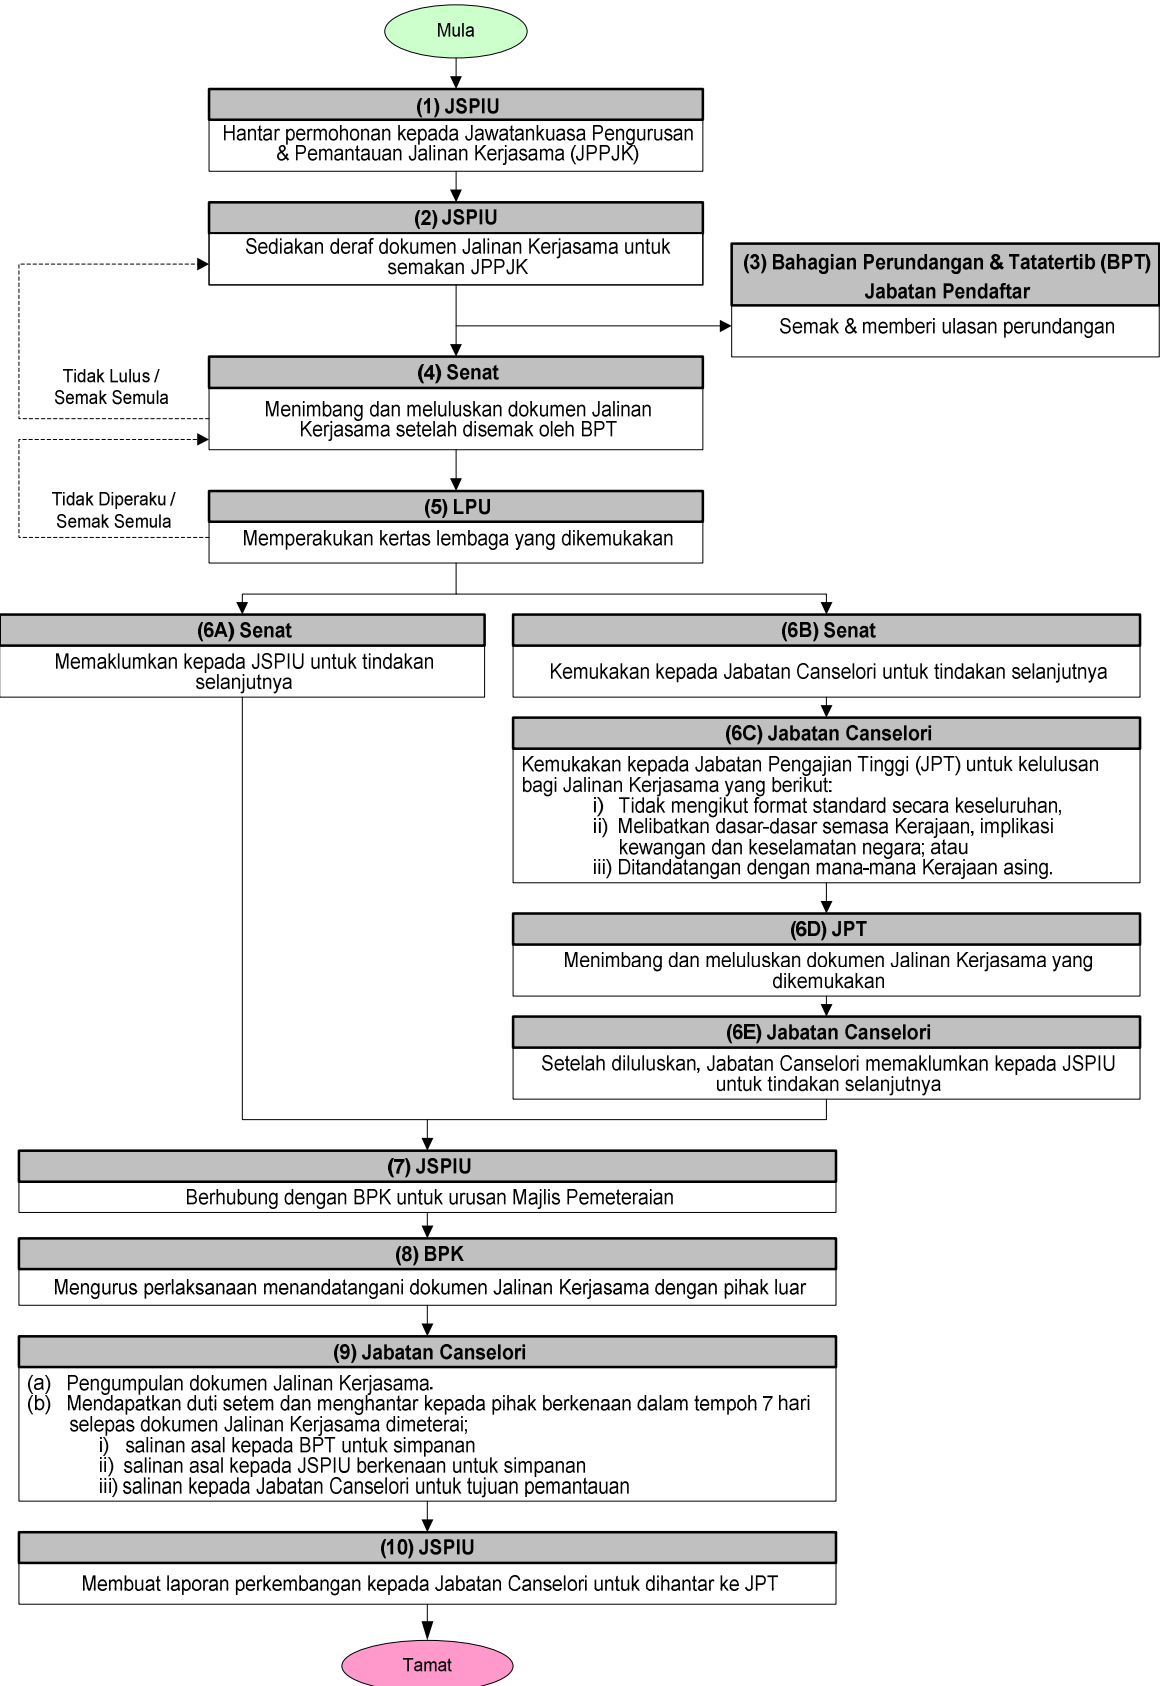 Mula
(1) JSPIU
Hantar permohonan kepada Jawatankuasa Pengurusan
& Pemantauan Jalinan Kerjasama (JPPJK)
(2) JSPIU
Sediakan deraf dokumen Jalinan Kerjasama untuk
semakan JPPJK
(3) Bahagian Perundangan & Tatatertib (BPT)
Jabatan Pendaftar
Semak & memberi ulasan perundangan
Tidak Lulus /
Semak Semula
(4) Senat
Menimbang dan meluluskan dokumen Jalinan
Kerjasama setelah disemak oleh BPT
Tidak Diperaku /
Semak Semula
(5) LPU
Memperakukan kertas lembaga yang dikemukakan
(6A) Senat
Memaklumkan kepada JSPIU untuk tindakan
selanjutnya
(6B) Senat
Kemukakan kepada Jabatan Canselori untuk tindakan selanjutnya
(6C) Jabatan Canselori
Kemukakan kepada Jabatan Pengajian Tinggi (JPT) untuk kelulusan
bagi Jalinan Kerjasama yang berikut:
i) Tidak mengikut format standard secara keseluruhan,
ii) Melibatkan dasar-dasar semasa Kerajaan, implikasi
kewangan dan keselamatan negara; atau
iii) Ditandatangan dengan mana-mana Kerajaan asing.
(6D) JPT
Menimbang dan meluluskan dokumen Jalinan Kerjasama yang
dikemukakan
(6E) Jabatan Canselori
Setelah diluluskan, Jabatan Canselori memaklumkan kepada JSPIU
untuk tindakan selanjutnya
(7) JSPIU
Berhubung dengan BPK untuk urusan Majlis Pemeteraian
(8) BPK
Mengurus perlaksanaan menandatangani dokumen Jalinan Kerjasama dengan pihak luar
(9) Jabatan Canselori
(a) Pengumpulan dokumen Jalinan Kerjasama.
(b) Mendapatkan duti setem dan menghantar kepada pihak berkenaan dalam tempoh 7 hari
selepas dokumen Jalinan Kerjasama dimeterai;
i) salinan asal kepada BPT untuk simpanan
ii) salinan asal kepada JSPIU berkenaan untuk simpanan
iii) salinan kepada Jabatan Canselori untuk tujuan pemantauan
(10) JSPIU
Membuat laporan perkembangan kepada Jabatan Canselori untuk dihantar ke JPT
Tamat